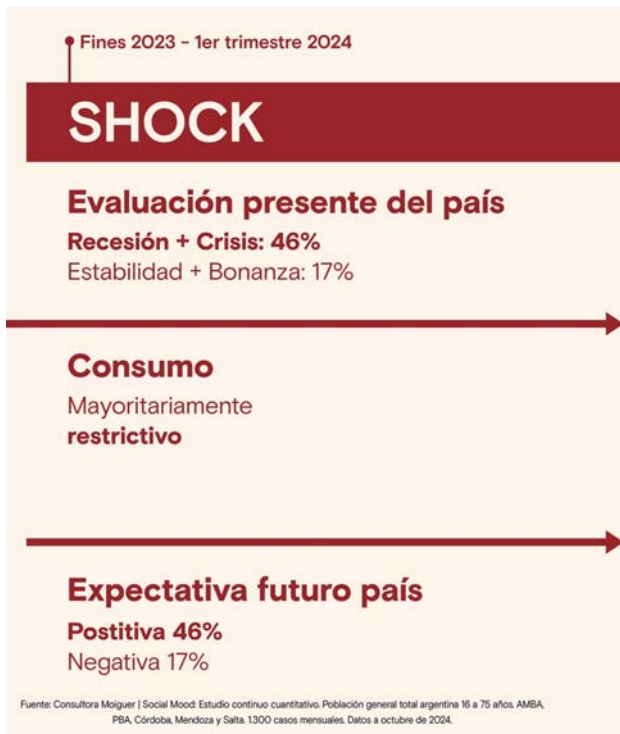 Fines 2023 - 1er trimestre 2024
SHOCK
Evaluación presente del país
Recesión + Crisis: 46%
Estabilidad + Bonanza: 17%
Consumo
Mayoritariamente
restrictivo
Expectativa futuro país
Postitiva 46%
Negativa 17%
Fuente: Consultora Moiguer | Social Mood: Estudio continuo cuantitativo. Población general total argentina 16 a 75 años. AMBA,
PBA, Córdoba, Mendoza y Salta. 1.300 casos mensuales. Datos a octubre de 2024.